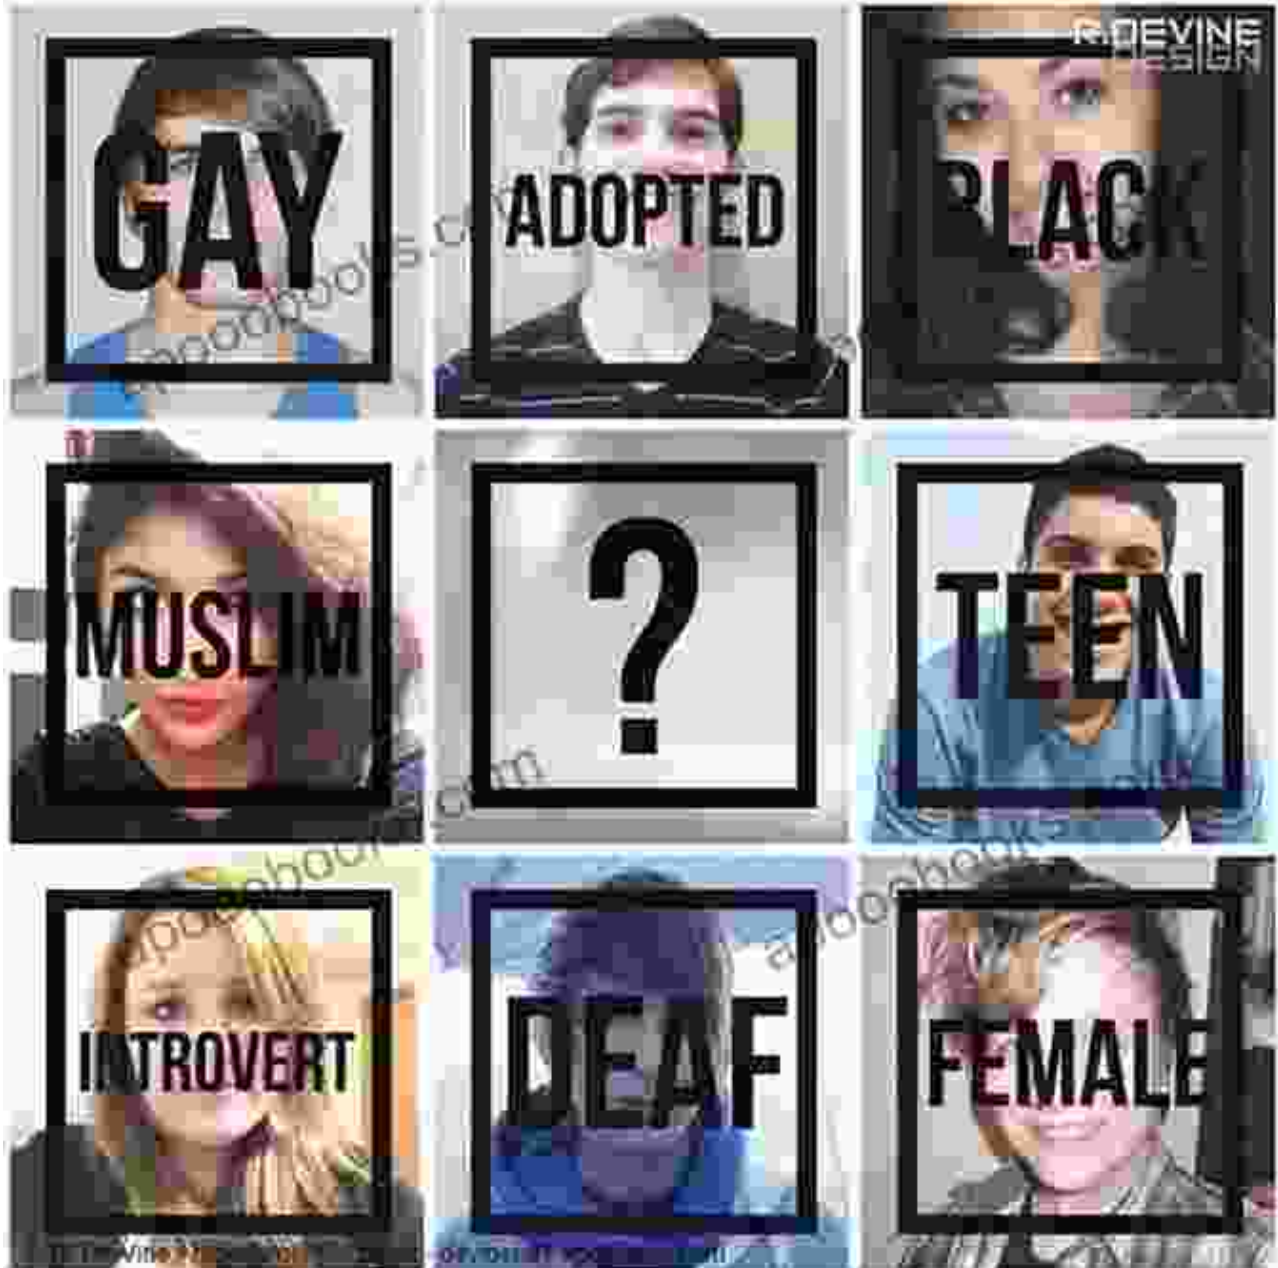 R.DEVINE
DESIGN
GAY
ADOPTED
BLACK
MUSLIM
?
TEEN
INTROVERT
DEAF
FEMALE